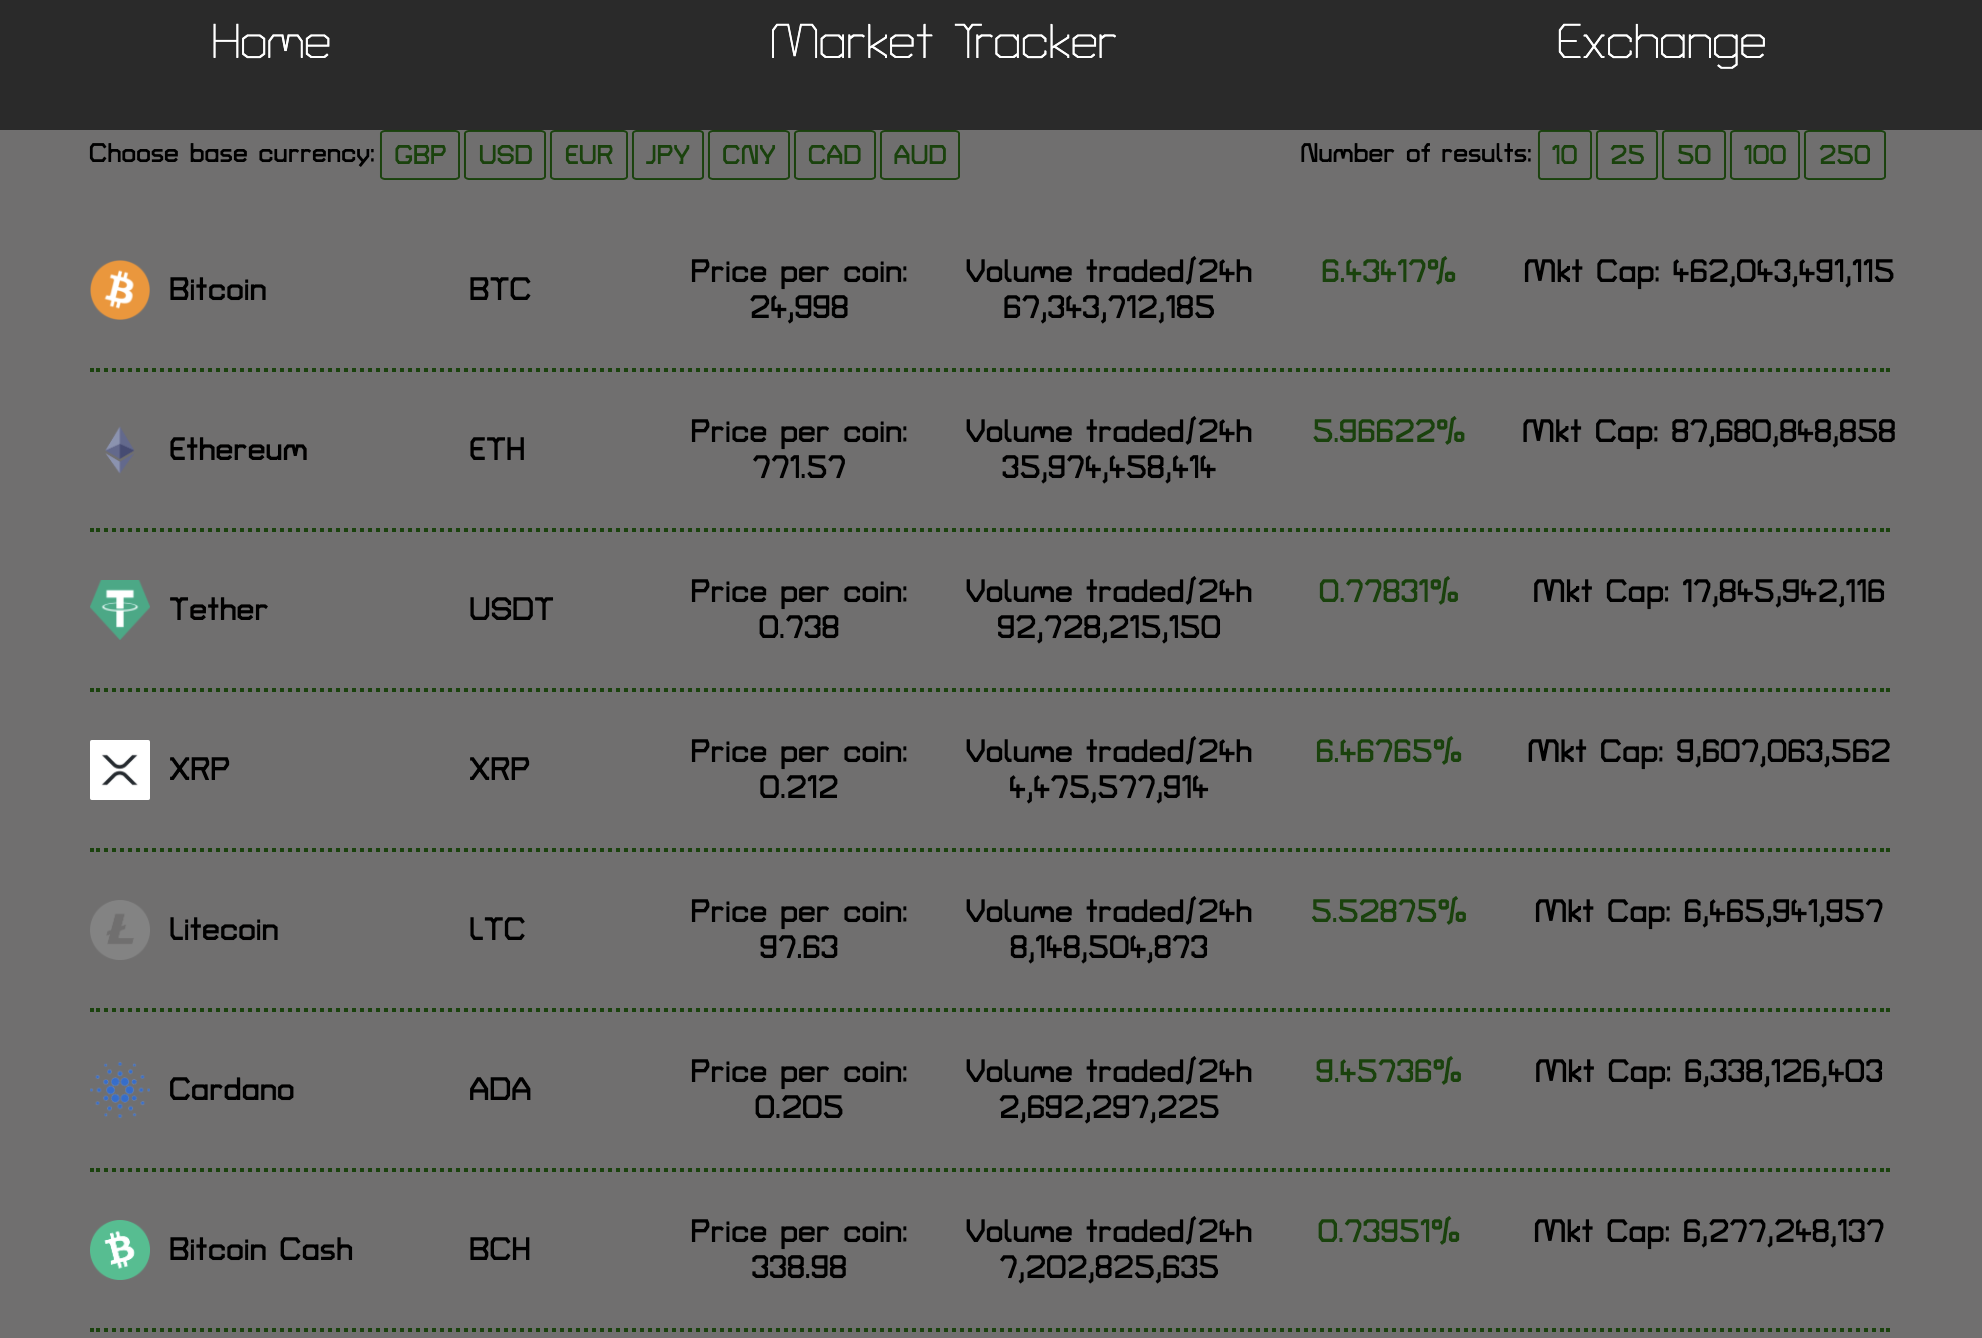 Home Market Tracker Exchange
Choose base currency: GBP USD EUR JPY CNY CAD AUD Number of results: 10 25 50 100 250
Bitcoin BTC Price per coin: Volume traded/24h 6.43417% Mkt Cap: 462,043,491,115
24,998 67,343,712,185
Ethereum ETH Price per coin: Volume traded/24h 5.96622% Mkt Cap: 87,680,848,858
771.57 35,974,458,414
Tether USDT Price per coin: Volume traded/24h 0.77831% Mkt Cap: 17,845,942,116
0.738 92,728,215,150
XRP XRP Price per coin: Volume traded/24h 6.46765% Mkt Cap: 9,607,063,562
0.212 4,475,577,914
Litecoin LTC Price per coin: Volume traded/24h 5.52875% Mkt Cap: 6,465,941,957
97.63 8,148,504,873
Cardano ADA Price per coin: Volume traded/24h 9.45736% Mkt Cap: 6,338,126,403
0.205 2,692,297,225
Bitcoin Cash BCH Price per coin: Volume traded/24h 0.73951% Mkt Cap: 6,277,248,137
338.98 7,202,825,635